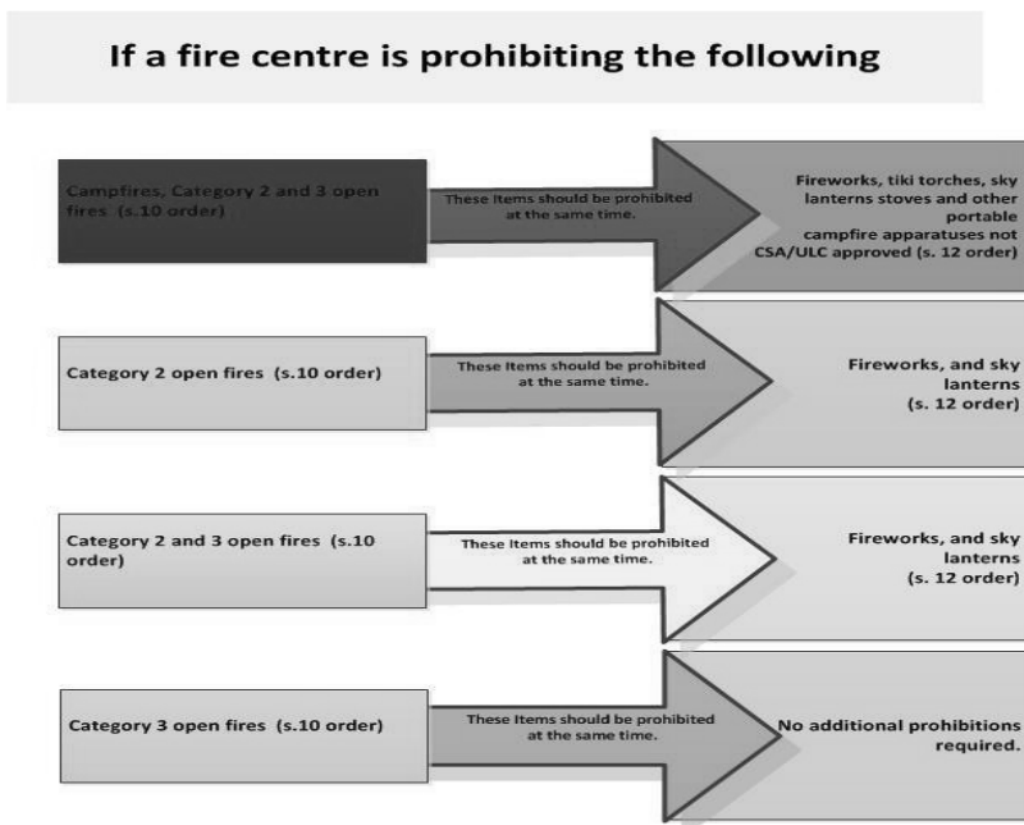 If a fire centre is prohibiting the following
Campfires, Category 2 and 3 open
fires (s.10 order)
These Items should be prohibited
at the same time.
Fireworks, tiki torches, sky
lanterns stoves and other
portable
campfire apparatuses not
CSA/ULC approved (s. 12 order)
Category 2 open fires (s.10 order)
These Items should be prohibited
at the same time.
Fireworks, and sky
lanterns
(s. 12 order)
Category 2 and 3 open fires (s.10
order)
These Items should be prohibited
at the same time.
Fireworks, and sky
lanterns
(s. 12 order)
Category 3 open fires (s.10 order)
These Items should be prohibited
at the same time.
No additional prohibitions
required.